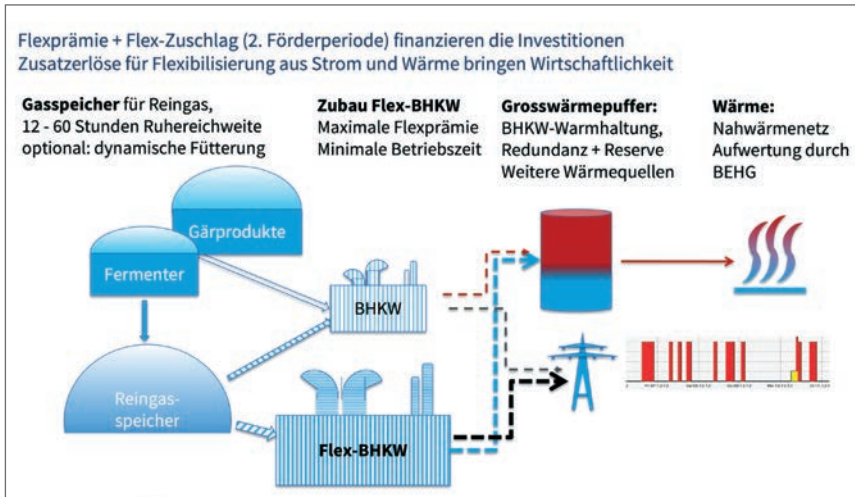 Flexprämie + Flex-Zuschlag (2. Förderperiode) finanzieren die Investitionen
Zusatzerlöse für Flexibilisierung aus Strom und Wärme bringen Wirtschaftlichkeit
Gasspeicher für Reingas,
12 - 60 Stunden Ruhereichweite
optional: dynamische Fütterung
Zubau Flex-BHKW
Maximale Flexprämie
Minimale Betriebszeit
Grosswärmepuffer:
BHKW-Warmhaltung,
Redundanz + Reserve
Weitere Wärmequellen
Wärme:
Nahwärmenetz
Aufwertung durch
BEHG
Gärprodukte
Fermenter
BHKW
Reingas-
speicher
Flex-BHKW